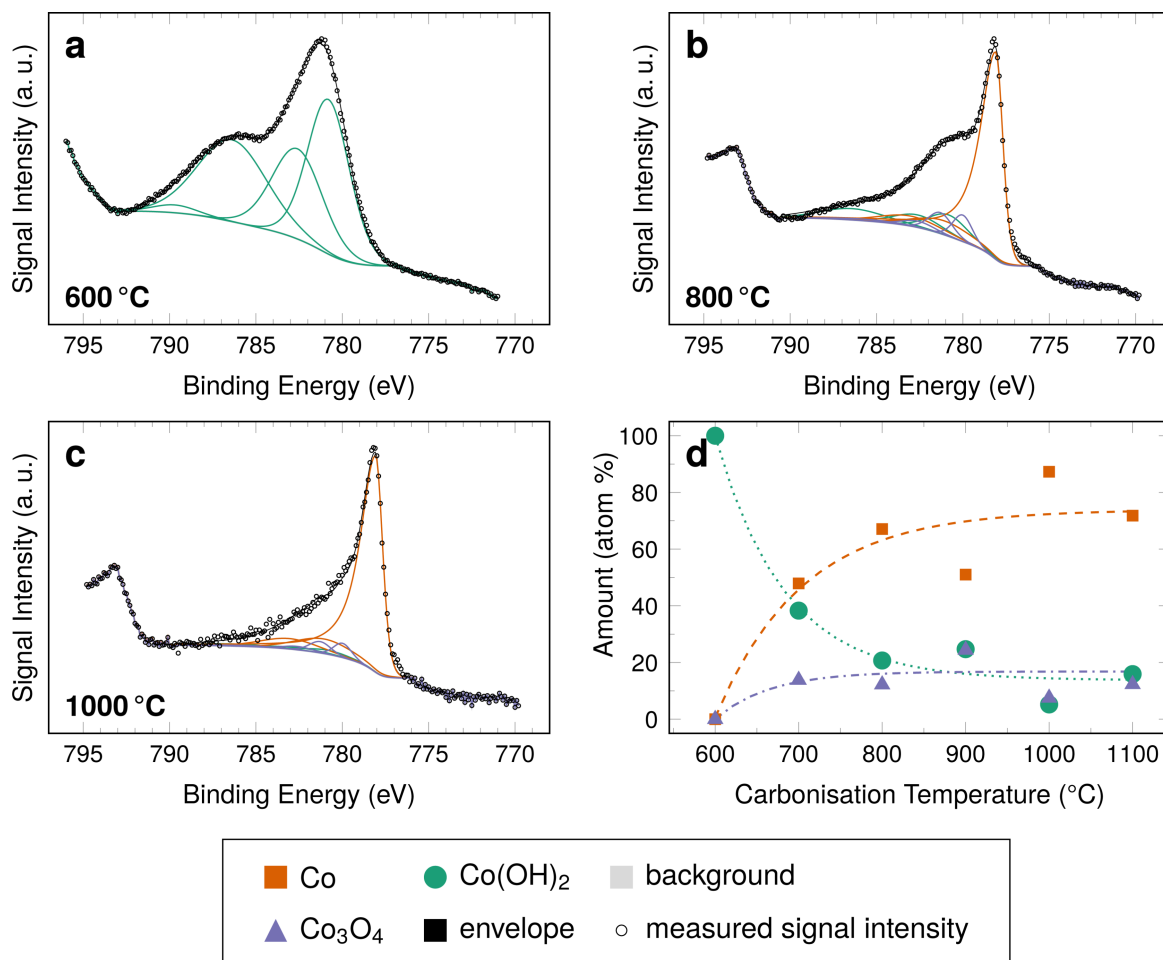 a
Signal Intensity (a. u.)
600 °C
795 790 785 780 775 770
Binding Energy (eV)
b
Signal Intensity (a. u.)
800 °C
795 790 785 780 775 770
Binding Energy (eV)
c
Signal Intensity (a. u.)
1000 °C
795 790 785 780 775 770
Binding Energy (eV)
d
Amount (atom %)
100
80
60
40
20
0
600 700 800 900 1000 1100
Carbonisation Temperature (°C)
Co Co(OH)₂ background
Co₃O₄ envelope measured signal intensity